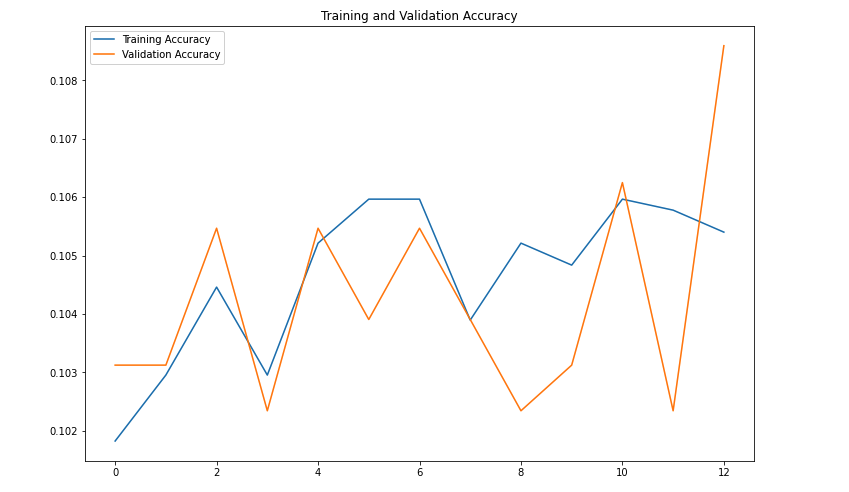 Training and Validation Accuracy
Training Accuracy
Validation Accuracy
0.108
0.107
0.106
0.105
0.104
0.103
0.102
0 2 4 6 8 10 12